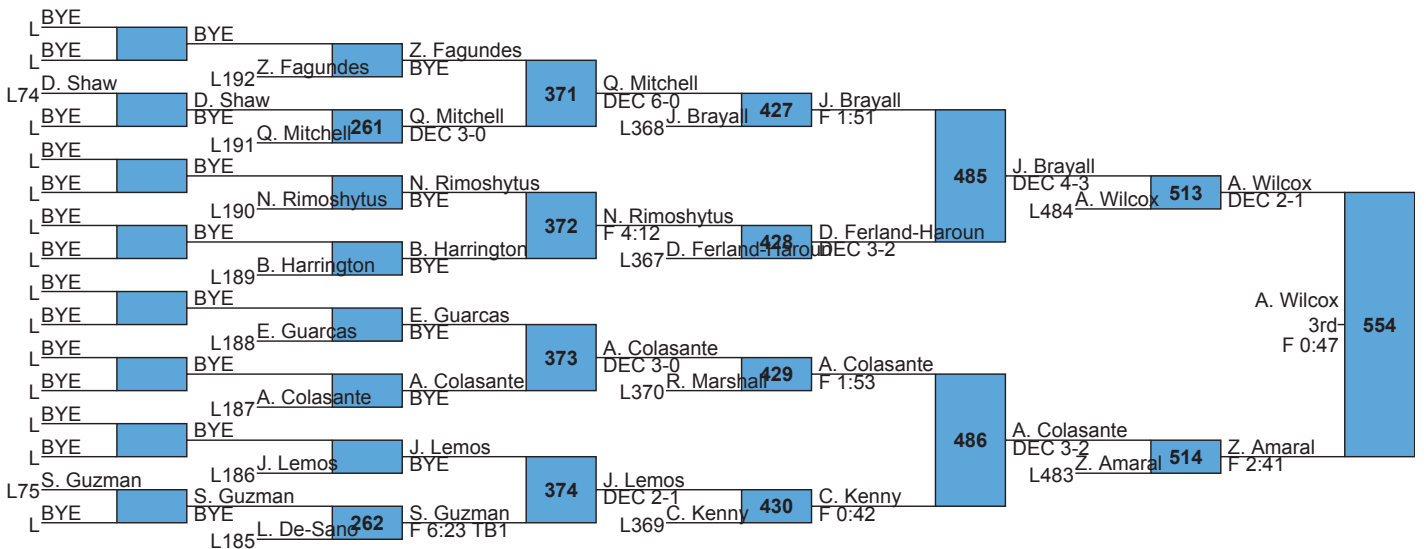 BYE
L
BYE
L
BYE
L192
Z. Fagundes
Z. Fagundes
BYE
D. Shaw
L74
BYE
L
D. Shaw
BYE
L191
Q. Mitchell
261
Q. Mitchell
DEC 3-0
371
Q. Mitchell
DEC 6-0
L368
J. Brayall
427
J. Brayall
F 1:51
BYE
L
BYE
L
BYE
L190
N. Rimoshytus
N. Rimoshytus
BYE
BYE
L
BYE
L
BYE
L189
B. Harrington
B. Harrington
BYE
372
N. Rimoshytus
F 4:12
L367
D. Ferland-Haroun
428
D. Ferland-Haroun
DEC 3-2
485
J. Brayall
DEC 4-3
L484
A. Wilcox
513
A. Wilcox
DEC 2-1
BYE
L
BYE
L
BYE
L188
E. Guarcas
E. Guarcas
BYE
BYE
L
BYE
L
BYE
L187
A. Colasante
A. Colasante
BYE
373
A. Colasante
DEC 3-0
L370
R. Marshall
429
A. Colasante
F 1:53
BYE
L
BYE
L
BYE
L186
J. Lemos
J. Lemos
BYE
S. Guzman
L75
BYE
L
S. Guzman
BYE
L185
L. De-Sano
262
S. Guzman
F 6:23 TB1
374
J. Lemos
DEC 2-1
L369
C. Kenny
430
C. Kenny
F 0:42
486
A. Colasante
DEC 3-2
L483
Z. Amaral
514
Z. Amaral
F 2:41
554
A. Wilcox
3rd
F 0:47